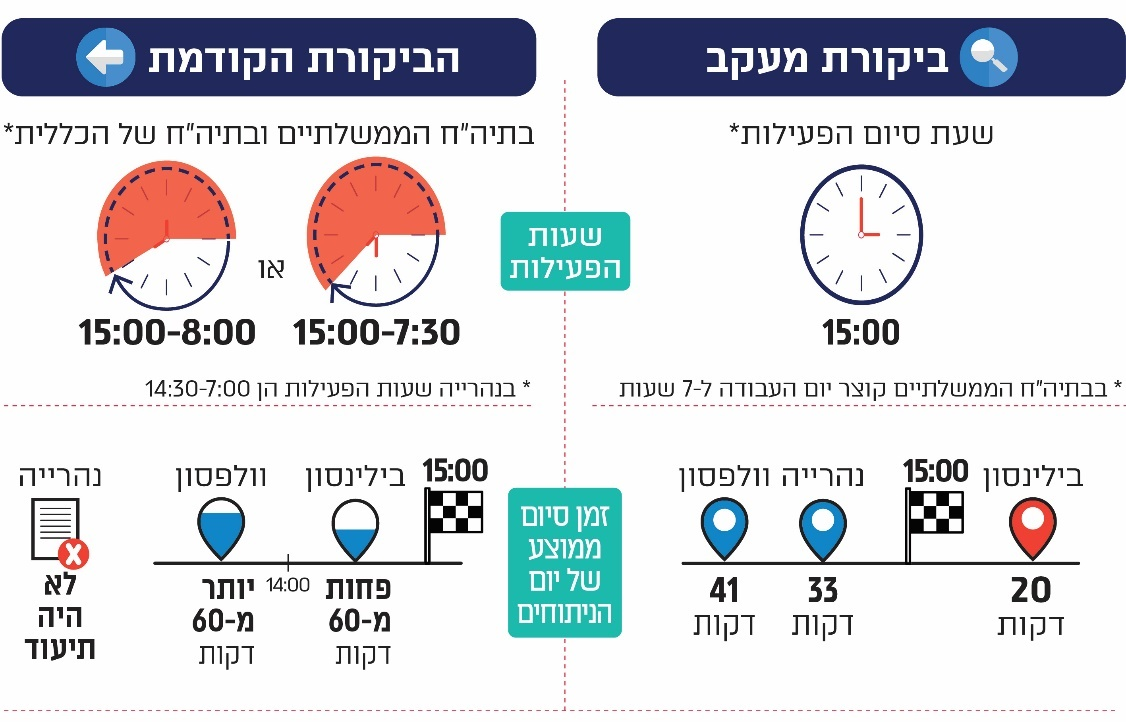 ביקורת מעקב
הביקורת הקודמת
שעות
הפעילות
שעת סיום הפעילות*
15:00
* בבתיה"ח הממשלתיים קוצר יום העבודה ל-7 שעות
בתיה"ח הממשלתיים ובתיה"ח של הכללית*
15:00-7:30
או
15:00-8:00
* בנהרייה שעות הפעילות הן 14:30-7:00
זמן סיום
ממוצע
של יום
הניתוחים
בילינסון
20
דקות
15:00
נהרייה
33
דקות
וולפסון
41
דקות
15:00
בילינסון
פחות
מ-60
דקות
14:00
וולפסון
יותר
מ-60
דקות
נהרייה
לא
היה
תיעוד